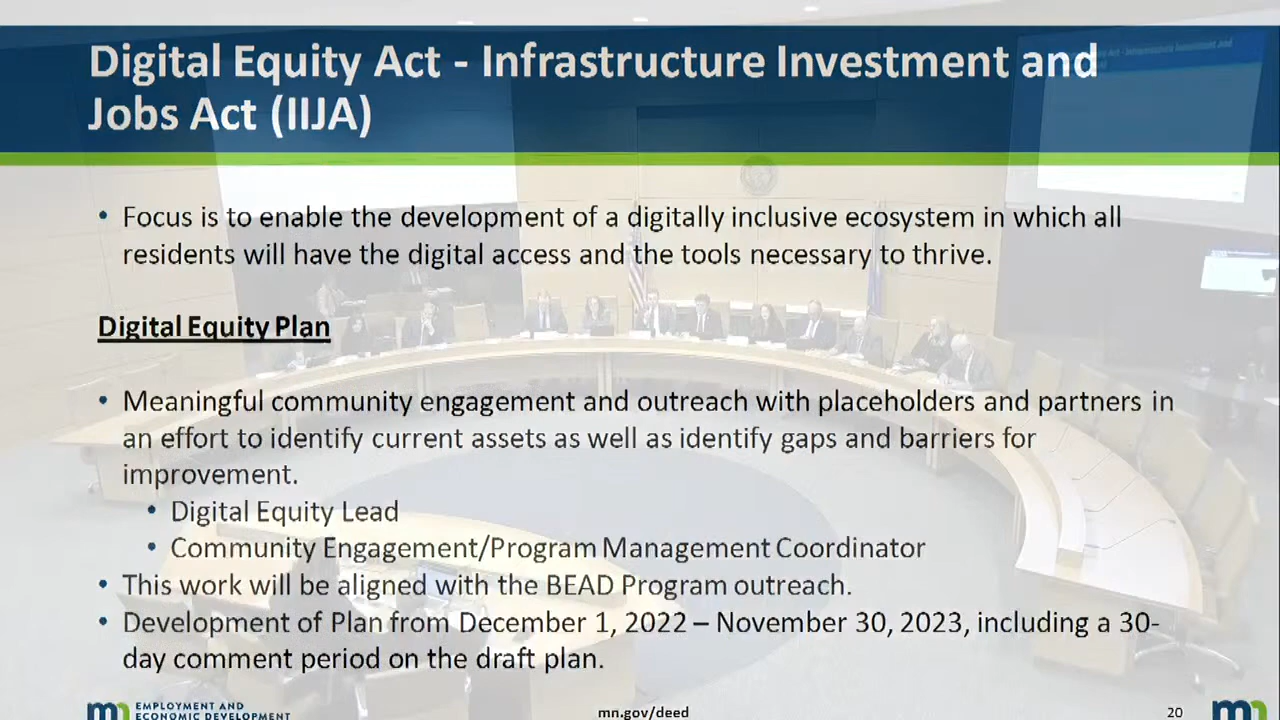 Digital Equity Act - Infrastructure Investment and
Jobs Act (IIJA)
• Focus is to enable the development of a digitally inclusive ecosystem in which all
residents will have the digital access and the tools necessary to thrive.
Digital Equity Plan
• Meaningful community engagement and outreach with placeholders and partners in
an effort to identify current assets as well as identify gaps and barriers for
improvement.
• Digital Equity Lead
• Community Engagement/Program Management Coordinator
• This work will be aligned with the BEAD Program outreach.
• Development of Plan from December 1, 2022 – November 30, 2023, including a 30-
day comment period on the draft plan.
mn EMPLOYMENT AND
ECONOMIC DEVELOPMENT
mn.gov/deed
20
mn